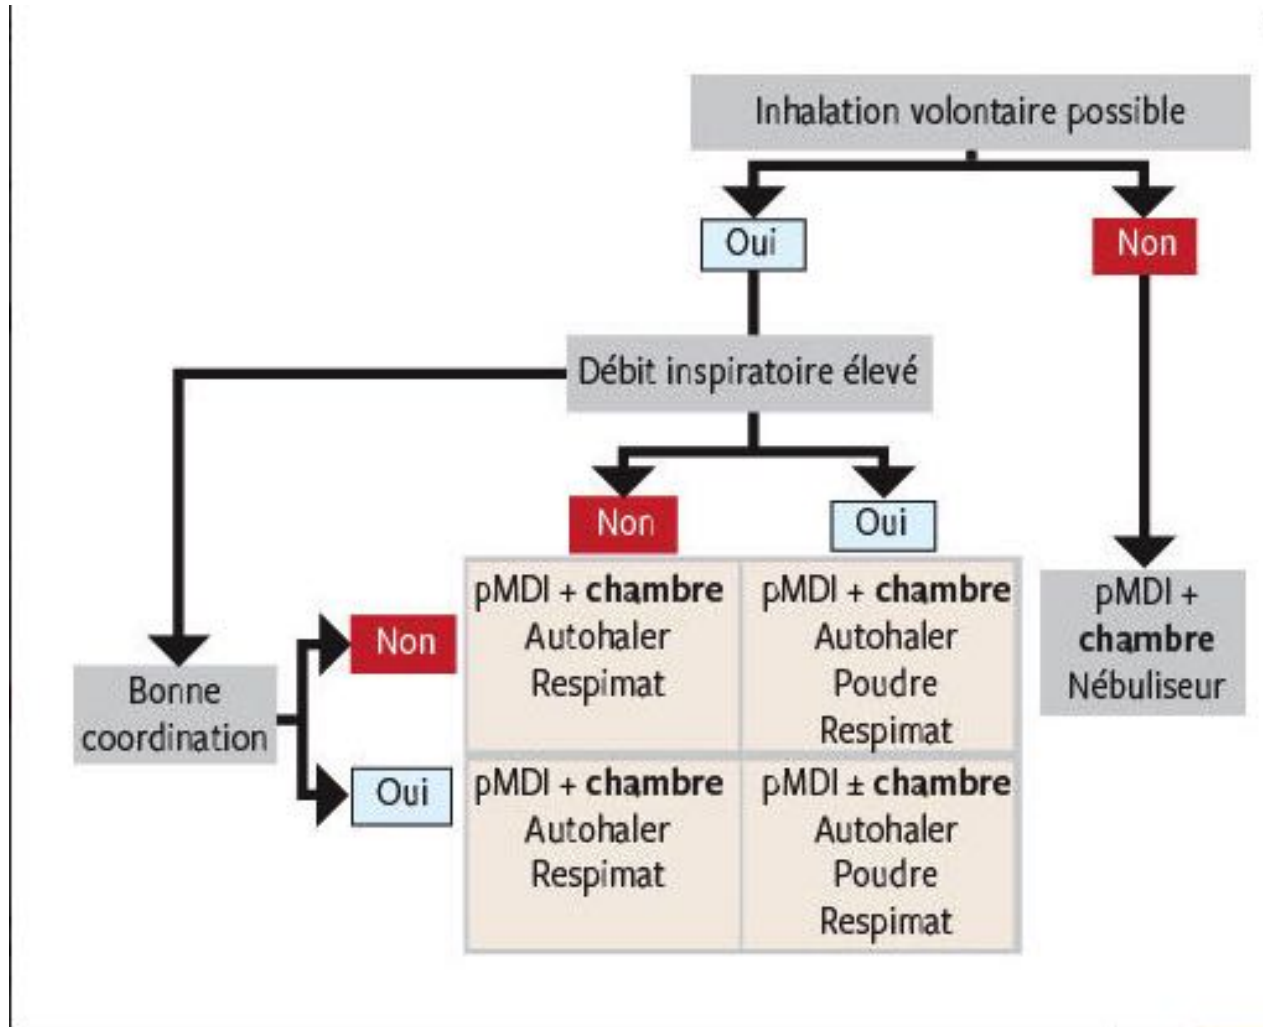 Inhalation volontaire possible
Oui
Non
Débit inspiratoire élevé
Non
Oui
Bonne
coordination
Non
Oui
pMDI + chambre
Autohaler
Respimat
pMDI + chambre
Autohaler
Poudre
Respimat
pMDI + chambre
Autohaler
Respimat
pMDI ± chambre
Autohaler
Poudre
Respimat
pMDI +
chambre
Nébuliseur